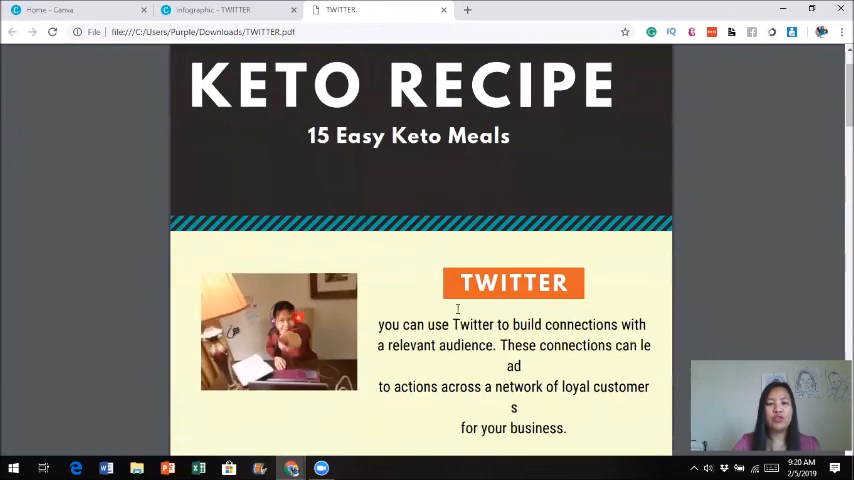 Home - Canva
infographic - TWITTER
TWITTER.
File
file:///C:/Users/Purple/Downloads/TWITTER.pdf
KETO RECIPE
15 Easy Keto Meals
TWITTER
you can use Twitter to build connections with
a relevant audience. These connections can le
ad
to actions across a network of loyal customer
s
for your business.
9:20 AM
2/5/2019